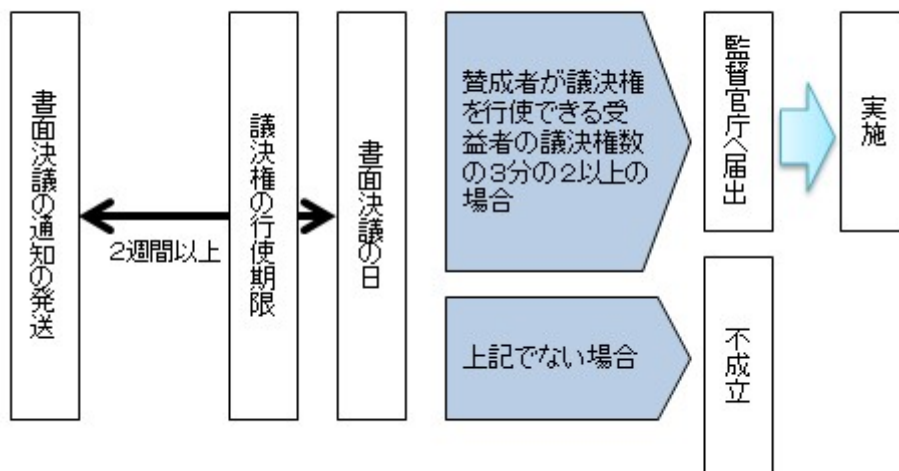 書面決議の通知の発送
2週間以上
議決権の行使期限
書面決議の日
賛成者が議決権
を行使できる受
益者の議決権数
の3分の2以上の
場合
監督官庁へ届出
実施
上記でない場合
不成立